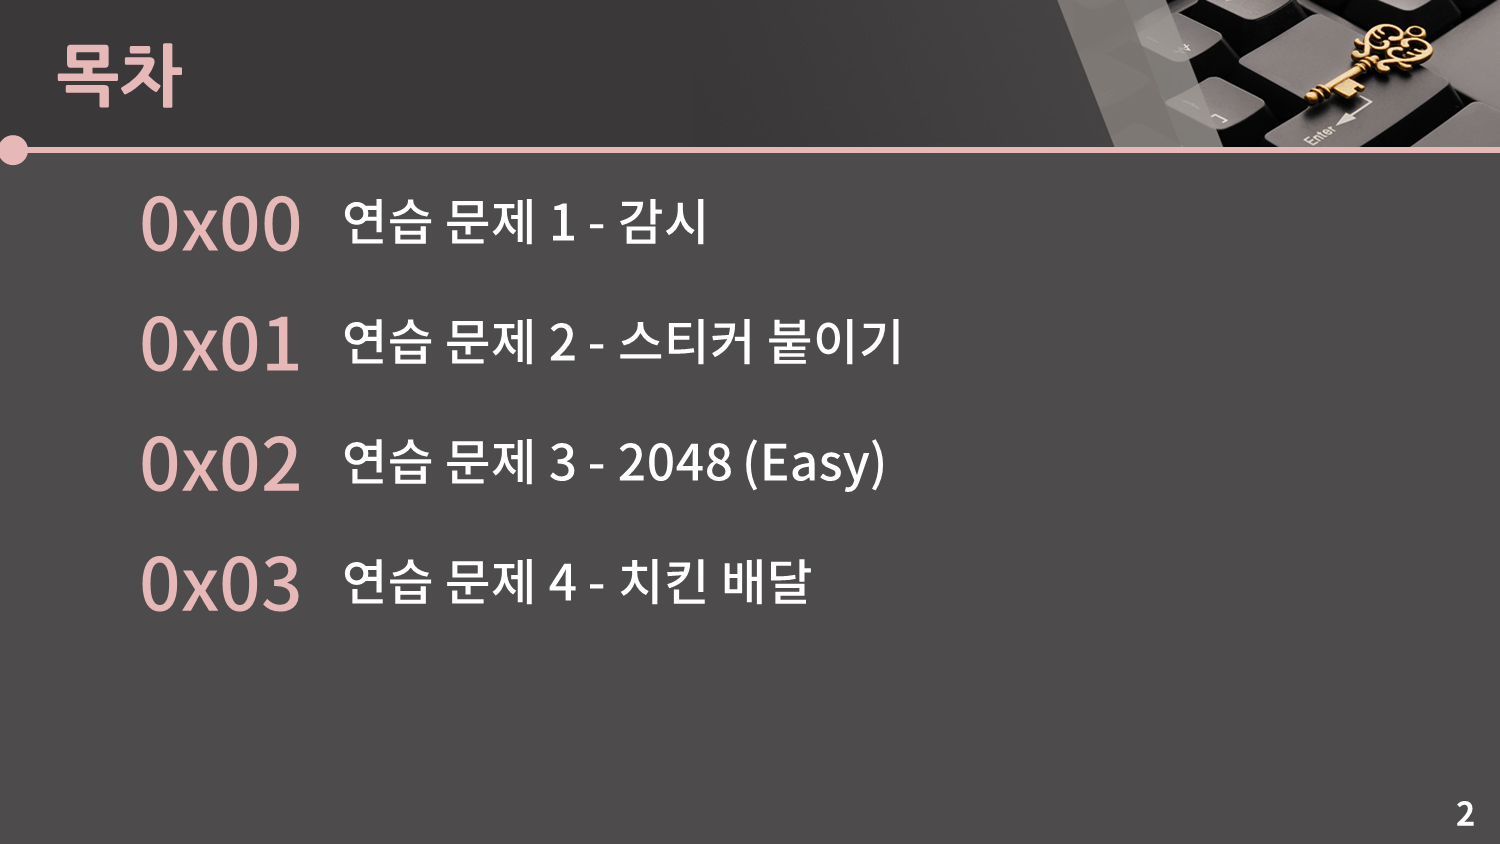 목차
0x00 연습 문제 1 - 감시
0x01 연습 문제 2 - 스티커 붙이기
0x02 연습 문제 3 - 2048 (Easy)
0x03 연습 문제 4 - 치킨 배달
Enter
2